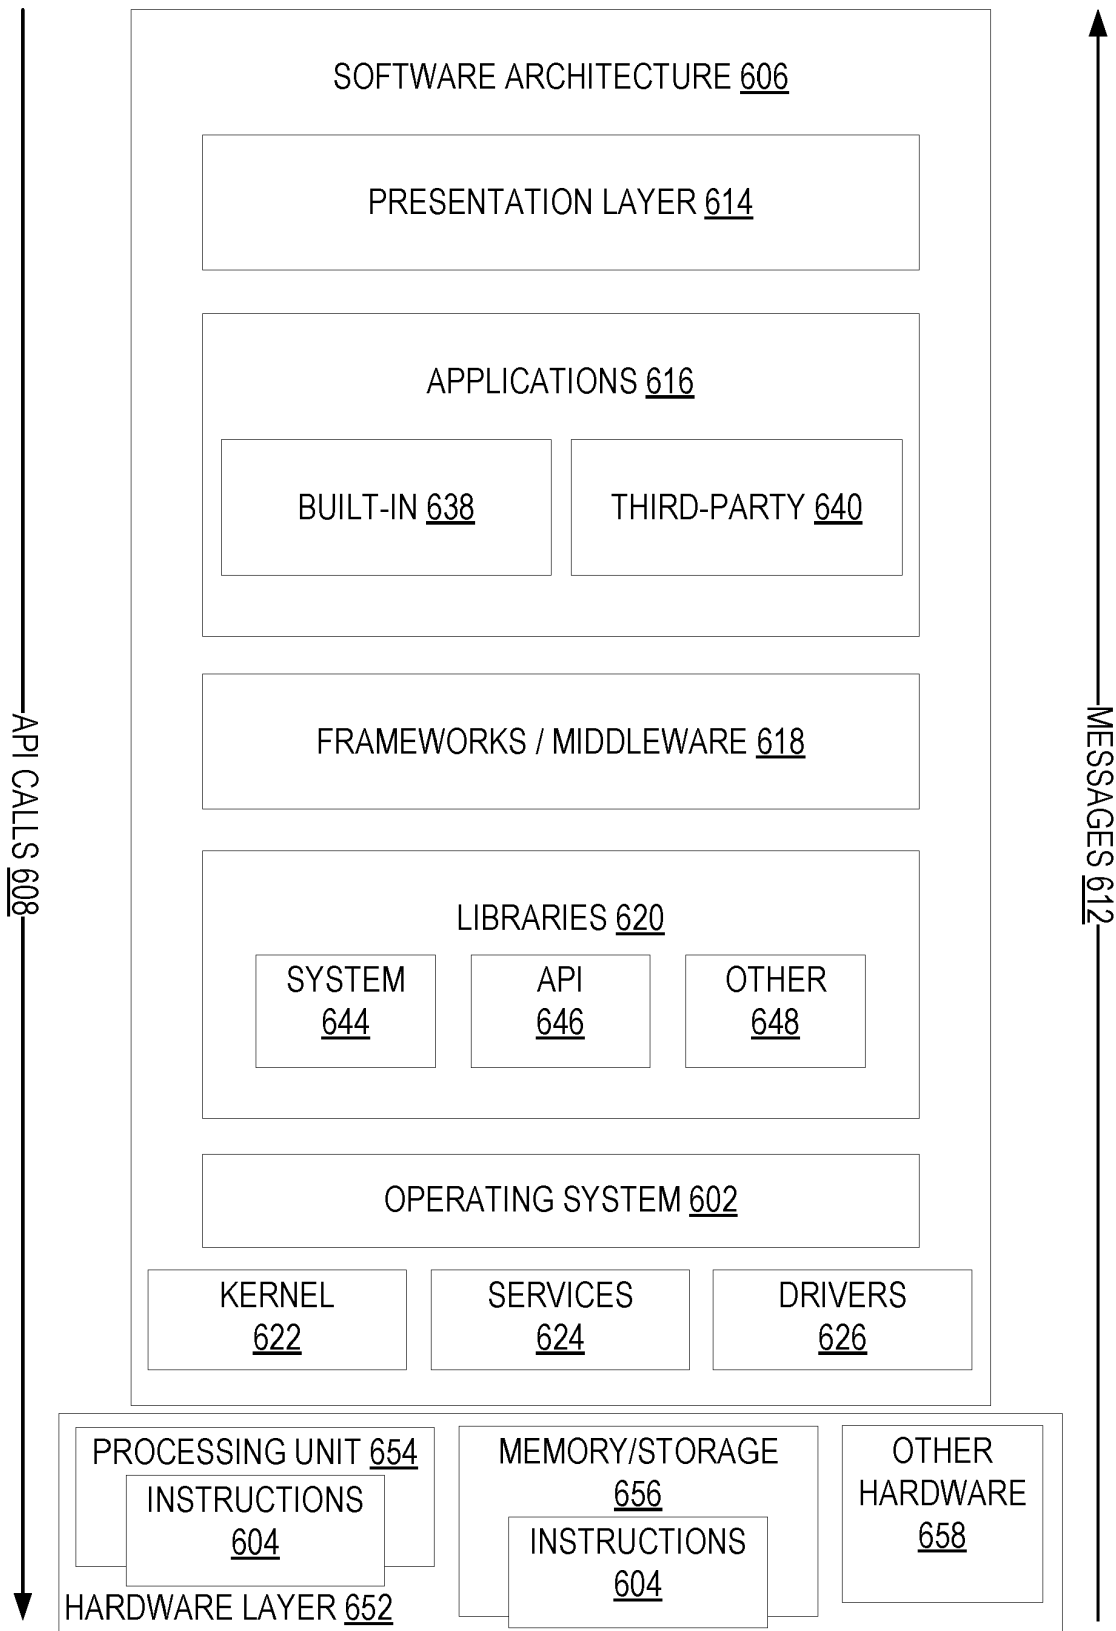 SOFTWARE ARCHITECTURE 606
PRESENTATION LAYER 614
APPLICATIONS 616
BUILT-IN 638
THIRD-PARTY 640
FRAMEWORKS / MIDDLEWARE 618
API CALLS 608
MESSAGES 612
LIBRARIES 620
SYSTEM
644
API
646
OTHER
648
OPERATING SYSTEM 602
KERNEL
622
SERVICES
624
DRIVERS
626
PROCESSING UNIT 654
INSTRUCTIONS
604
MEMORY/STORAGE
656
INSTRUCTIONS
604
OTHER
HARDWARE
658
HARDWARE LAYER 652